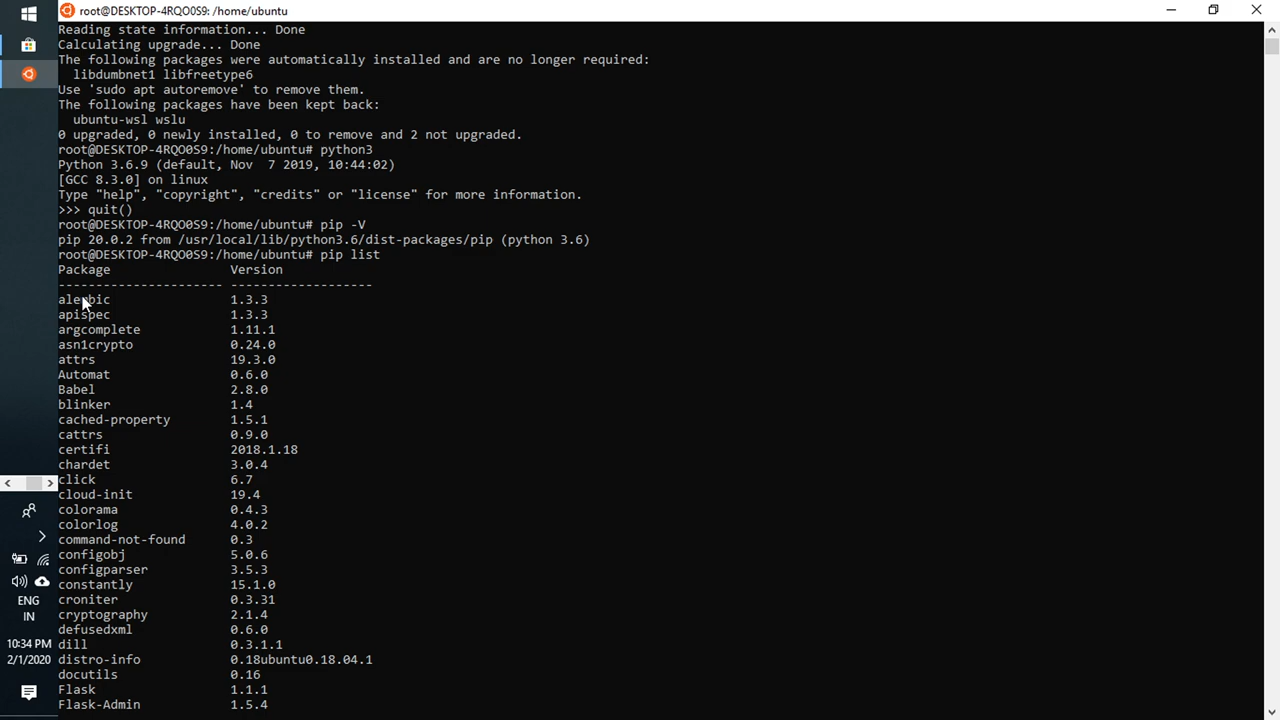 root@DESKTOP-4RQO0S9: /home/ubuntu
Reading state information... Done
Calculating upgrade... Done
The following packages were automatically installed and are no longer required:
  libdumbnet1 libfreetype6
Use 'sudo apt autoremove' to remove them.
The following packages have been kept back:
  ubuntu-wsl wslu
0 upgraded, 0 newly installed, 0 to remove and 2 not upgraded.
root@DESKTOP-4RQO0S9:/home/ubuntu# python3
Python 3.6.9 (default, Nov  7 2019, 10:44:02)
[GCC 8.3.0] on linux
Type "help", "copyright", "credits" or "license" for more information.
>>> quit()
root@DESKTOP-4RQO0S9:/home/ubuntu# pip -V
pip 20.0.2 from /usr/local/lib/python3.6/dist-packages/pip (python 3.6)
root@DESKTOP-4RQO0S9:/home/ubuntu# pip list
Package                Version
---------------------- -------------------
alembic                1.3.3
apispec                1.3.3
argcomplete            1.11.1
asn1crypto             0.24.0
attrs                  19.3.0
Automat                0.6.0
Babel                  2.8.0
blinker                1.4
cached-property        1.5.1
cattrs                 0.9.0
certifi                2018.1.18
chardet                3.0.4
click                  6.7
cloud-init             19.4
colorama               0.4.3
colorlog               4.0.2
command-not-found      0.3
configobj              5.0.6
configparser           3.5.3
constantly             15.1.0
croniter               0.3.31
cryptography           2.1.4
defusedxml             0.6.0
dill                   0.3.1.1
distro-info            0.18ubuntu0.18.04.1
docutils               0.16
Flask                  1.1.1
Flask-Admin            1.5.4
ENG
IN
10:34 PM
2/1/2020